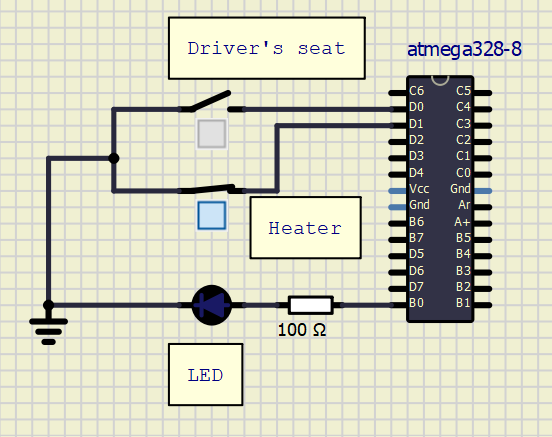 Driver's seat
atmega328-8
C6 C5
D0 C4
D1 C3
D2 C2
D3 C1
D4 C0
Vcc Gnd
Gnd Ar
B6 A+
B7 B5
D5 B4
D6 B3
D7 B2
B0 B1
Heater
100 Ω
LED